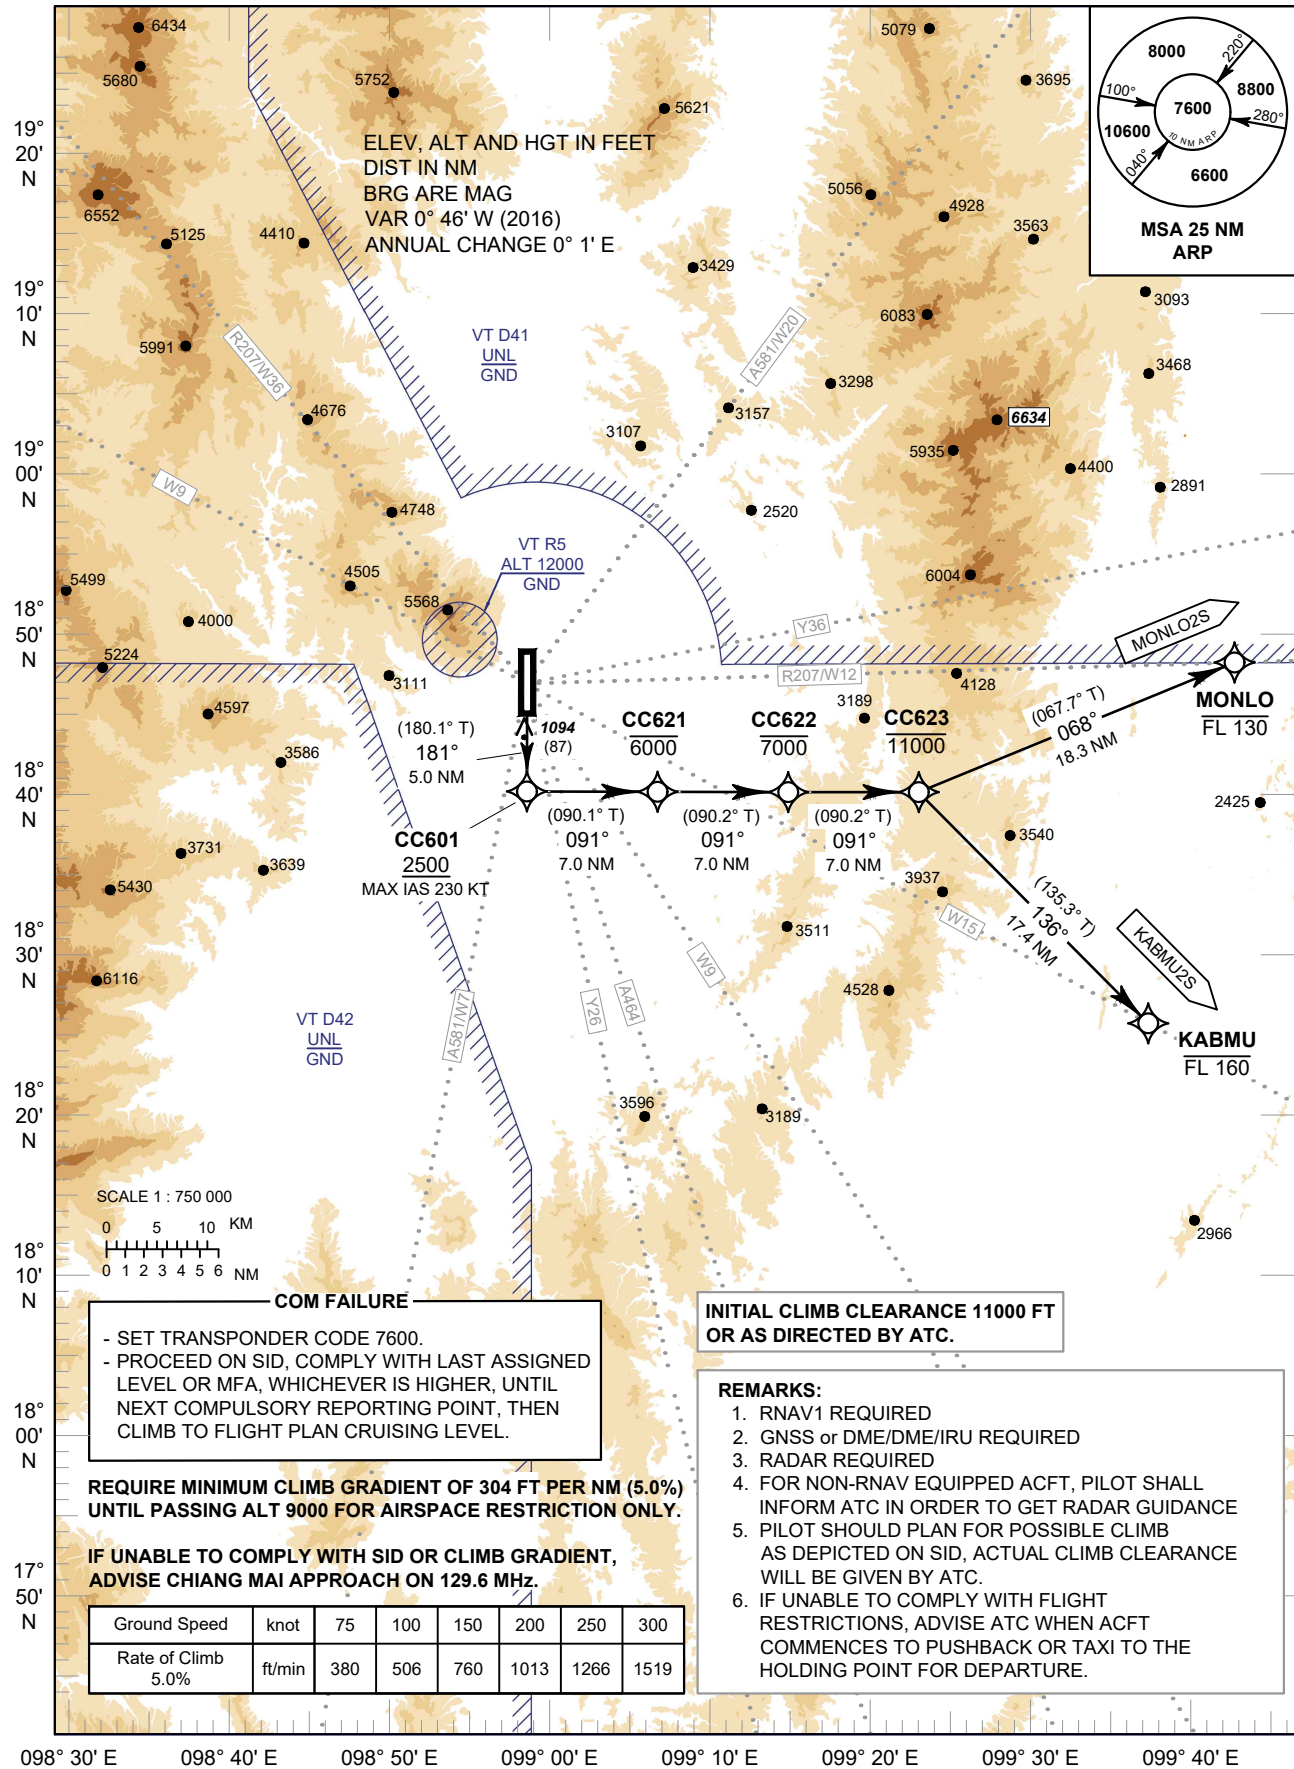 6434
5680
5752
5621
5079
3695
8000
220°
100°
8800
7600
280°
10600
10 NM ARP
040°
6600
MSA 25 NM
ARP
ELEV, ALT AND HGT IN FEET
DIST IN NM
BRG ARE MAG
VAR 0° 46' W (2016)
ANNUAL CHANGE 0° 1' E
19°
20'
N
6552
5125
4410
5056
4928
3563
3429
3093
19°
10'
N
5991
R207/W36
VT D41
UNL
GND
A581/W20
6083
3468
3298
4676
3157
6634
3107
5935
4400
19°
00'
N
W9
2891
4748
2520
VT R5
ALT 12000
GND
5499
4505
5568
6004
18°
50'
N
4000
Y36
MONLO2S
5224
3111
R207/W12
4128
4597
3189
MONLO
FL 130
(067.7° T)
068°
18.3 NM
(180.1° T)
181°
5.0 NM
1094
(87)
CC621
6000
CC622
7000
CC623
11000
3586
18°
40'
N
2425
(090.1° T)
091°
7.0 NM
(090.2° T)
091°
7.0 NM
(090.2° T)
091°
7.0 NM
CC601
2500
MAX IAS 230 KT
3540
3731
3639
5430
3937
(135.3° T)
136°
17.4 NM
W15
KABMU2S
18°
30'
N
3511
W9
6116
4528
A581/W7
Y26
A464
VT D42
UNL
GND
KABMU
FL 160
18°
20'
N
3596
3189
SCALE 1 : 750 000
0 5 10 KM
0 1 2 3 4 5 6 NM
2966
18°
10'
N
COM FAILURE
- SET TRANSPONDER CODE 7600.
- PROCEED ON SID, COMPLY WITH LAST ASSIGNED
LEVEL OR MFA, WHICHEVER IS HIGHER, UNTIL
NEXT COMPULSORY REPORTING POINT, THEN
CLIMB TO FLIGHT PLAN CRUISING LEVEL.
INITIAL CLIMB CLEARANCE 11000 FT
OR AS DIRECTED BY ATC.
18°
00'
N
REQUIRE MINIMUM CLIMB GRADIENT OF 304 FT PER NM (5.0%)
UNTIL PASSING ALT 9000 FOR AIRSPACE RESTRICTION ONLY.
IF UNABLE TO COMPLY WITH SID OR CLIMB GRADIENT,
ADVISE CHIANG MAI APPROACH ON 129.6 MHz.
17°
50'
N
Ground Speed knot 75 100 150 200 250 300
Rate of Climb
5.0% ft/min 380 506 760 1013 1266 1519
REMARKS:
1. RNAV1 REQUIRED
2. GNSS or DME/DME/IRU REQUIRED
3. RADAR REQUIRED
4. FOR NON-RNAV EQUIPPED ACFT, PILOT SHALL
INFORM ATC IN ORDER TO GET RADAR GUIDANCE
5. PILOT SHOULD PLAN FOR POSSIBLE CLIMB
AS DEPICTED ON SID, ACTUAL CLIMB CLEARANCE
WILL BE GIVEN BY ATC.
6. IF UNABLE TO COMPLY WITH FLIGHT
RESTRICTIONS, ADVISE ATC WHEN ACFT
COMMENCES TO PUSHBACK OR TAXI TO THE
HOLDING POINT FOR DEPARTURE.
098° 30' E 098° 40' E 098° 50' E 099° 00' E 099° 10' E 099° 20' E 099° 30' E 099° 40' E